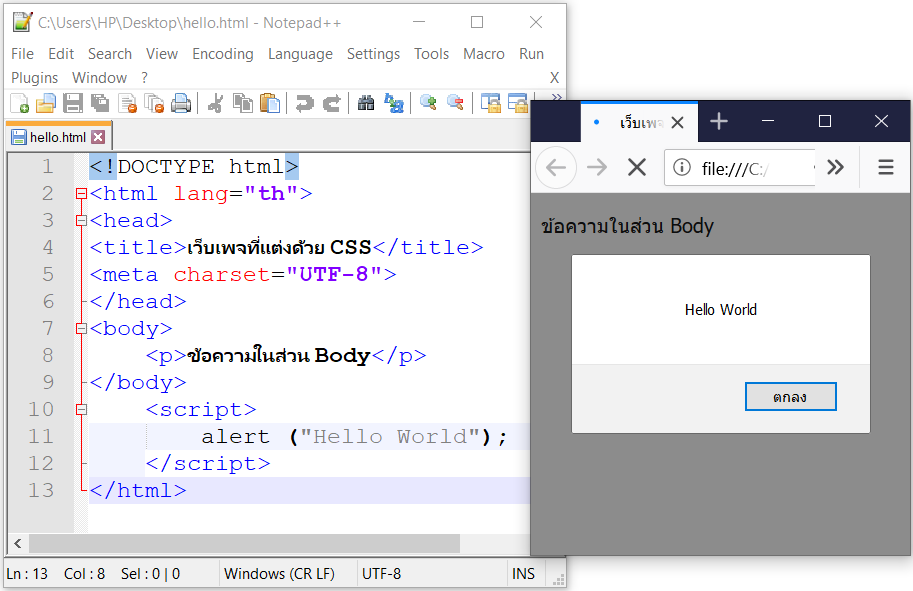 C:\Users\HP\Desktop\hello.html - Notepad++
File Edit Search View Encoding Language Settings Tools Macro Run
Plugins Window ? X
hello.html
1 <!DOCTYPE html>
2 <html lang="th">
3 <head>
4 <title>เว็บเพจที่แต่งด้วย CSS</title>
5 <meta charset="UTF-8">
6 </head>
7 <body>
8 <p>ข้อความในส่วน Body</p>
9 </body>
10 <script>
11 alert ("Hello World");
12 </script>
13 </html>
Ln : 13 Col : 8 Sel : 0 | 0 Windows (CR LF) UTF-8 INS
เว็บเพจ
file:///C:/
ข้อความในส่วน Body
Hello World
ตกลง